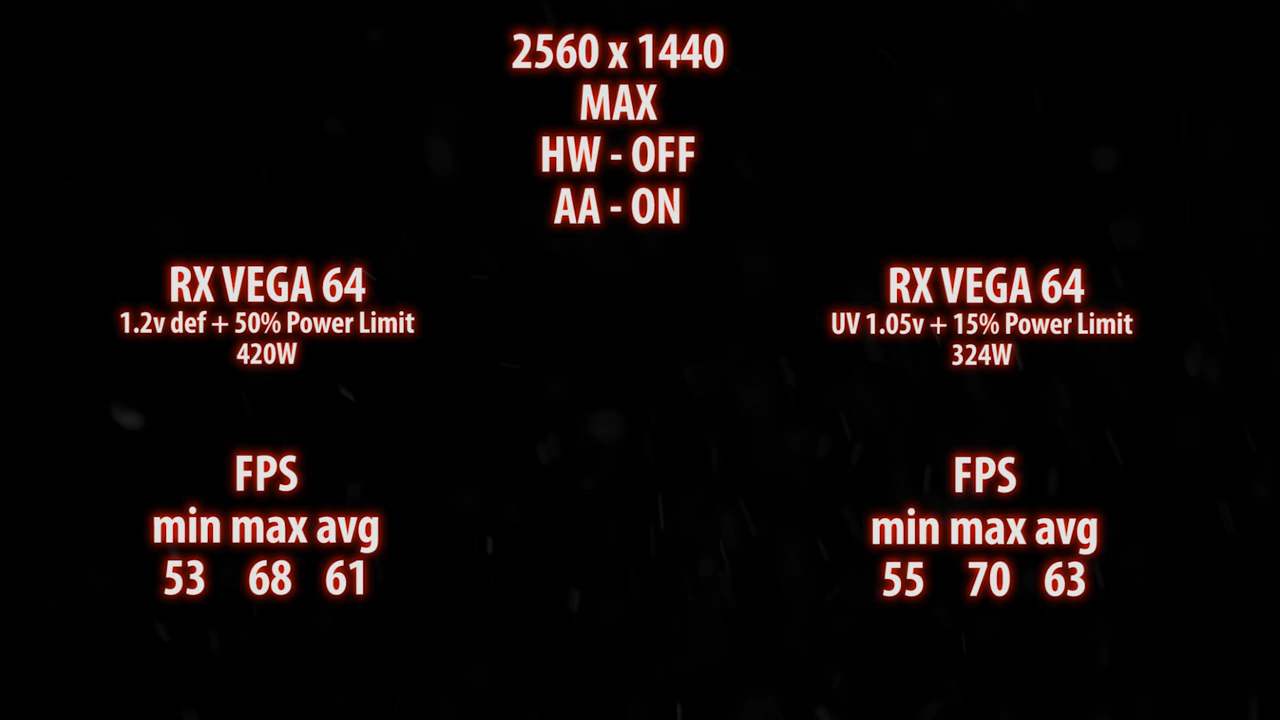 2560 x 1440
MAX
HW - OFF
AA - ON
RX VEGA 64
1.2v def + 50% Power Limit
420W
FPS
min max avg
53 68 61
RX VEGA 64
UV 1.05v + 15% Power Limit
324W
FPS
min max avg
55 70 63